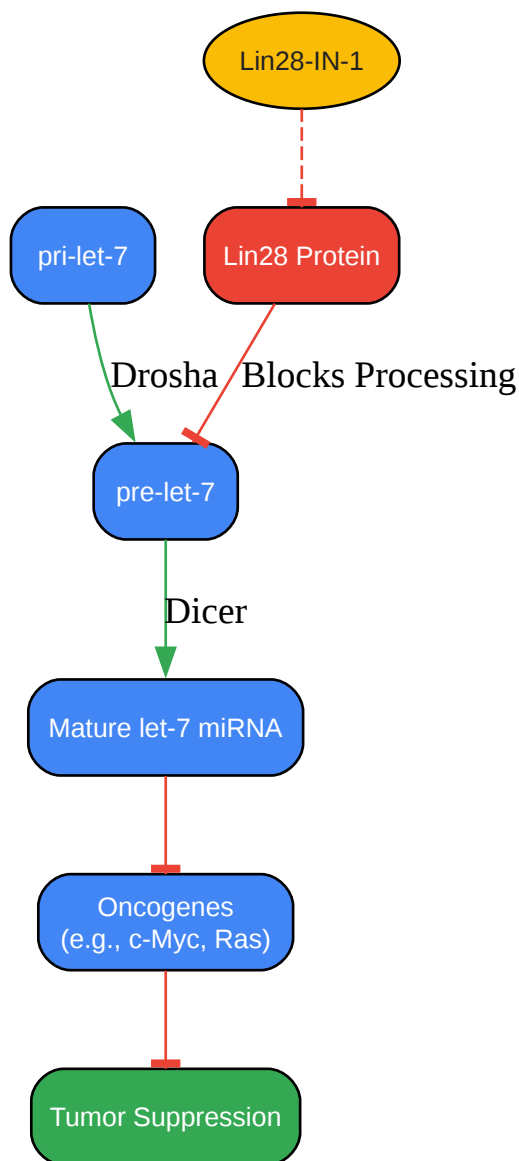 Lin28-IN-1
pri-let-7
Lin28 Protein
Drosha
Blocks Processing
pre-let-7
Dicer
Mature let-7 miRNA
Oncogenes
(e.g., c-Myc, Ras)
Tumor Suppression